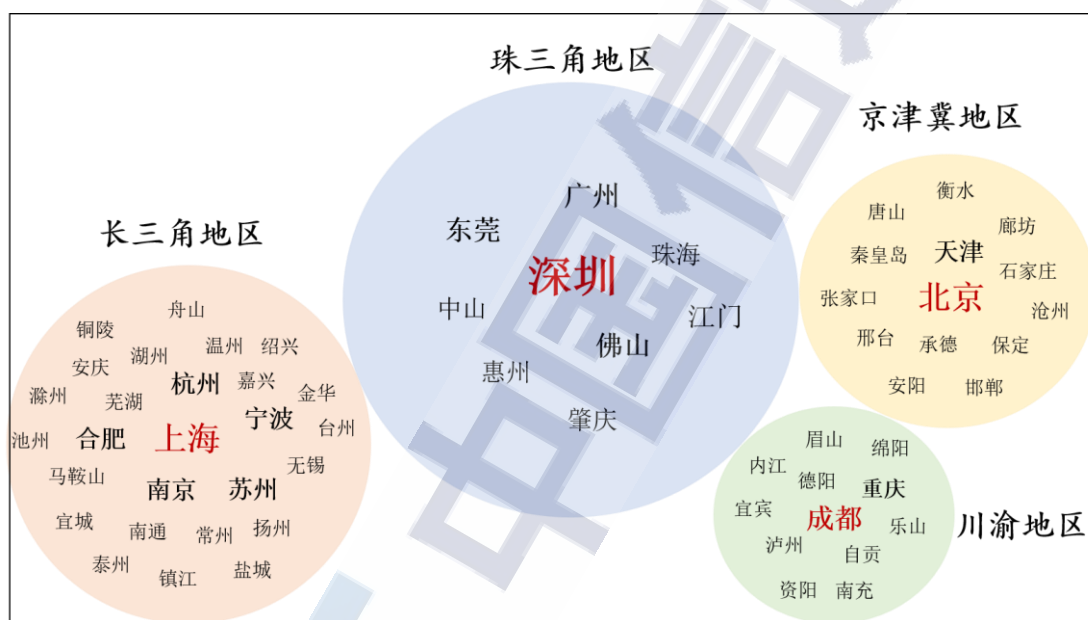 珠三角地区
广州
东莞
珠海
深圳
中山
江门
佛山
惠州
肇庆
京津冀地区
衡水
唐山
廊坊
秦皇岛
天津
石家庄
张家口
北京
沧州
邢台
承德
保定
安阳
邯郸
长三角地区
舟山
铜陵
湖州
温州
绍兴
安庆
杭州
嘉兴
滁州
芜湖
金华
宁波
池州
合肥
上海
台州
马鞍山
无锡
南京
苏州
宜城
南通
常州
扬州
泰州
镇江
盐城
川渝地区
眉山
绵阳
内江
德阳
重庆
宜宾
成都
乐山
泸州
自贡
资阳
南充
中国信通